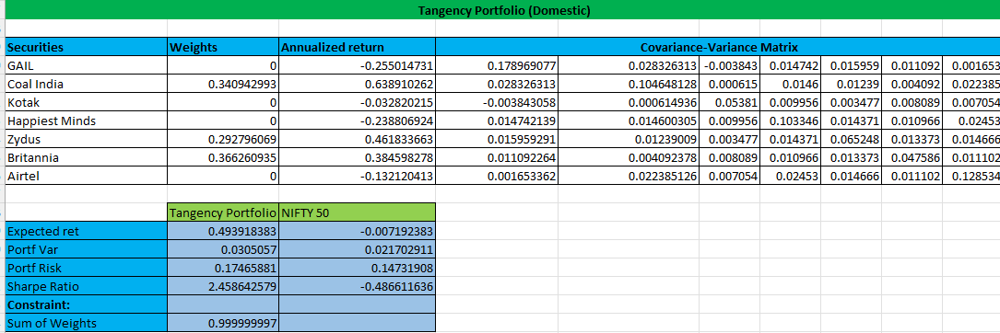 Tangency Portfolio (Domestic)
Securities Weights Annualized return Covariance-Variance Matrix
GAIL 0 -0.255014731 0.178969077 0.028326313 -0.003843 0.014742 0.015959 0.011092 0.001653
Coal India 0.340942993 0.638910262 0.028326313 0.104648128 0.000615 0.0146 0.01239 0.004092 0.022385
Kotak 0 -0.032820215 -0.003843058 0.000614936 0.05381 0.009956 0.003477 0.008089 0.007054
Happiest Minds 0 -0.238806924 0.014742139 0.014600305 0.009956 0.103346 0.014371 0.010966 0.02453
Zydus 0.292796069 0.461833663 0.015959291 0.01239009 0.003477 0.014371 0.065248 0.013373 0.014666
Britannia 0.366260935 0.384598278 0.011092264 0.004092378 0.008089 0.010966 0.013373 0.047586 0.011102
Airtel 0 -0.132120413 0.001653362 0.022385126 0.007054 0.02453 0.014666 0.011102 0.128534
Tangency Portfolio NIFTY 50
Expected ret 0.493918383 -0.007192383
Portf Var 0.0305057 0.021702911
Portf Risk 0.17465881 0.14731908
Sharpe Ratio 2.458642579 -0.486611636
Constraint:
Sum of Weights 0.999999997